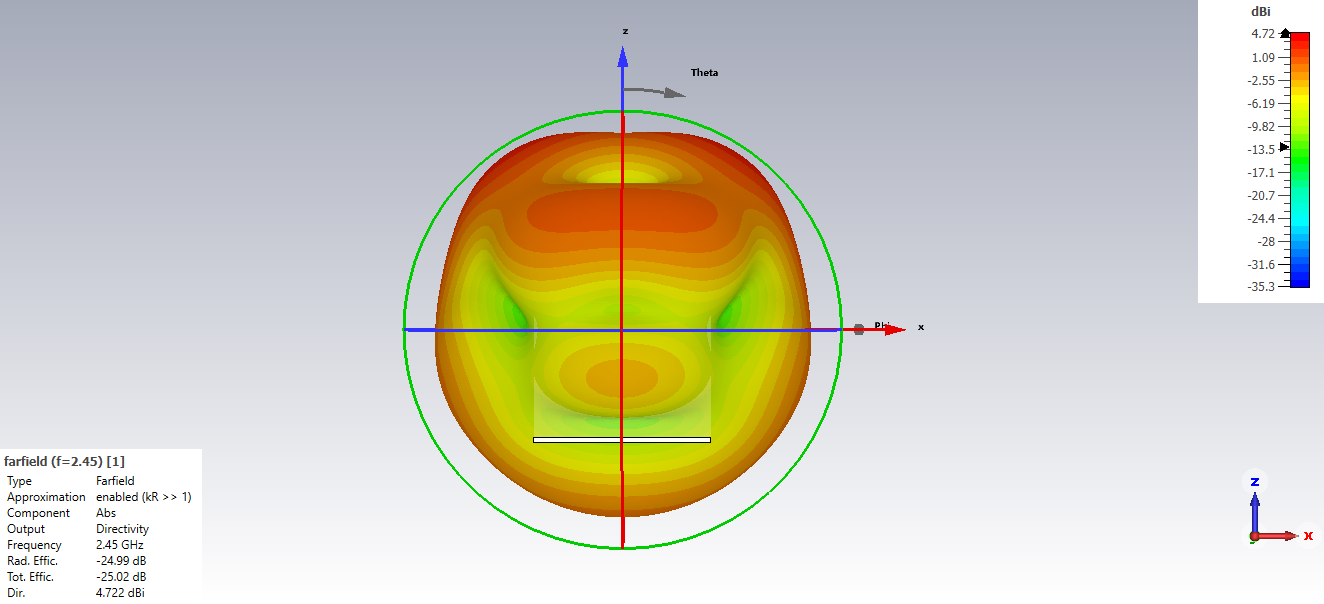 dBi
4.72
1.09
-2.55
-6.19
-9.82
-13.5
-17.1
-20.7
-24.4
-28
-31.6
-35.3
z
Theta
x
farfield (f=2.45) [1]
Type Farfield
Approximation enabled (kR >> 1)
Component Abs
Output Directivity
Frequency 2.45 GHz
Rad. Effic. -24.99 dB
Tot. Effic. -25.02 dB
Dir. 4.722 dBi
z
x